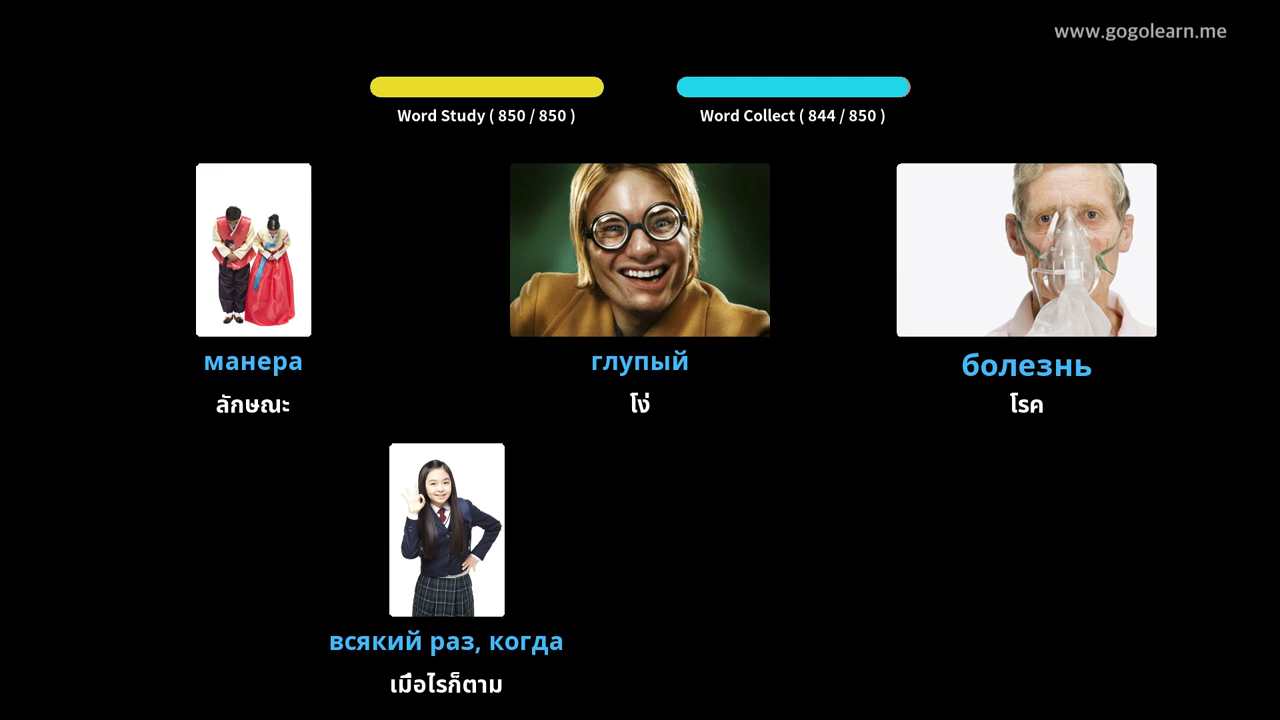 www.gogolearn.me
Word Study ( 850 / 850 )
Word Collect ( 844 / 850 )
манера
ลักษณะ
глупый
โง่
болезнь
โรค
всякий раз, когда
เมื่อไรก็ตาม